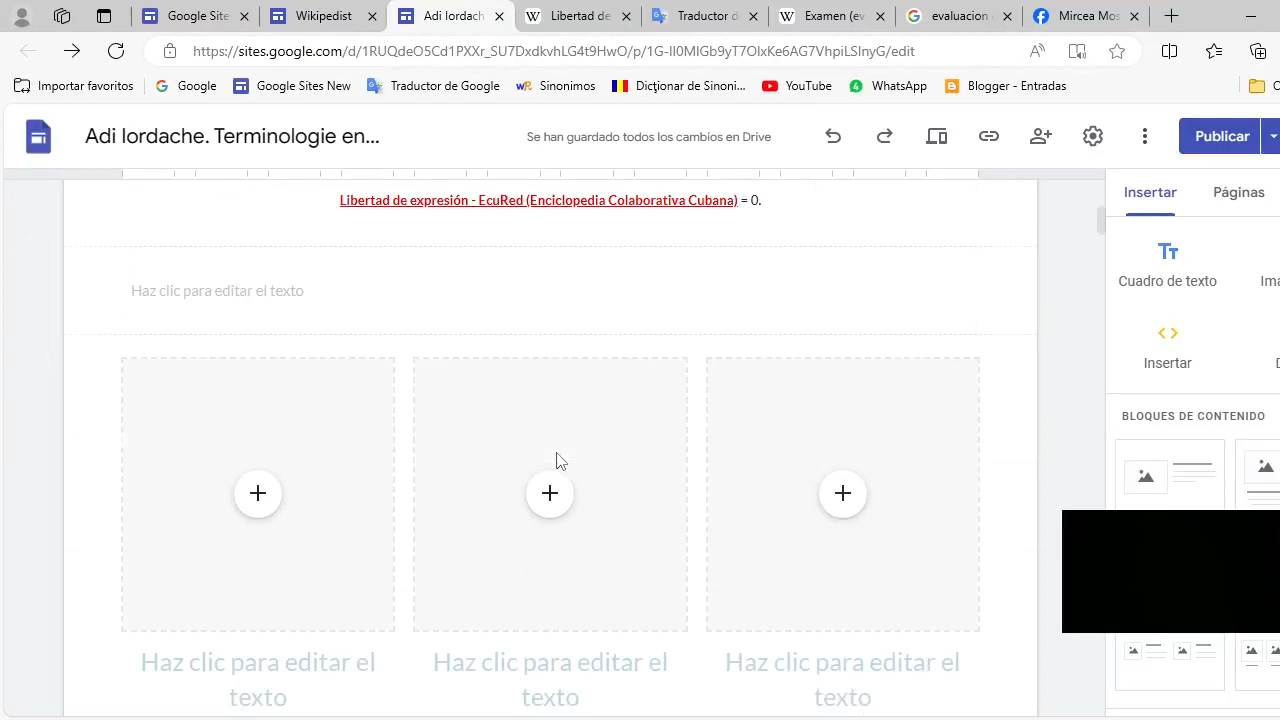 Google Site
Wikipedist
Adi Iordach
Libertad de
Traductor d
Examen (ev
evaluacion
Mircea Mos
https://sites.google.com/d/1RUQdeO5Cd1PXXr_SU7DxdkvhLG4t9HwO/p/1G-II0MIGb9yT7OlxKe6AG7VhpiLSlnyG/edit
Importar favoritos
Google
Google Sites New
Traductor de Google
Sinonimos
Dicţionar de Sinoni...
YouTube
WhatsApp
Blogger - Entradas
Adi Iordache. Terminologie en...
Se han guardado todos los cambios en Drive
Publicar
Libertad de expresión - EcuRed (Enciclopedia Colaborativa Cubana) = 0.
Insertar
Páginas
Haz clic para editar el texto
Cuadro de texto
Insertar
BLOQUES DE CONTENIDO
Haz clic para editar el
texto
Haz clic para editar el
texto
Haz clic para editar el
texto